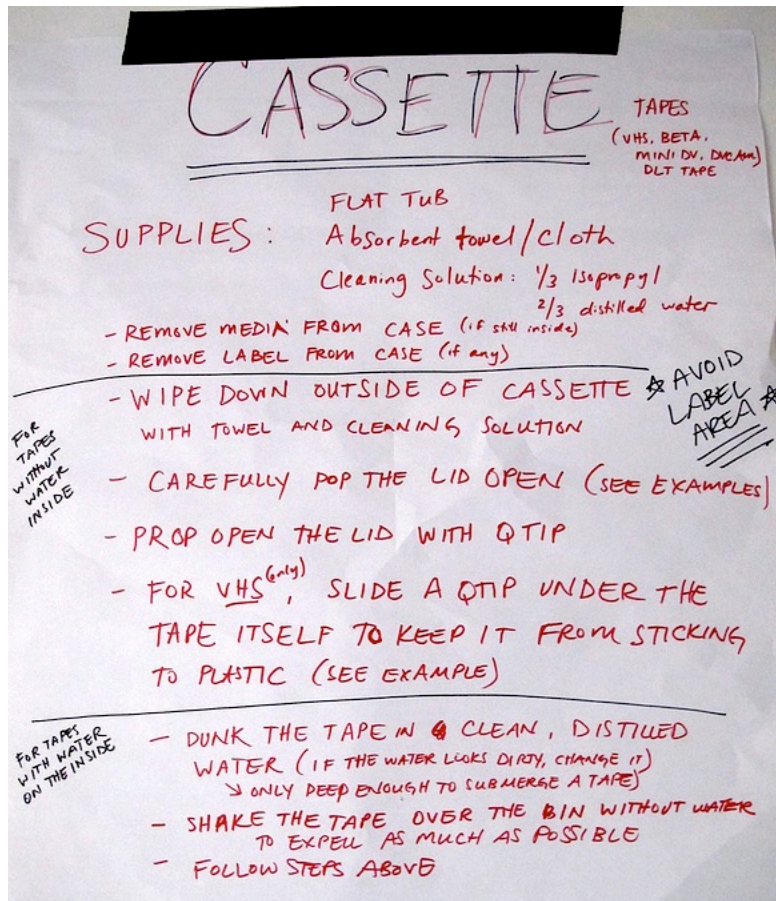 CASSETTE
TAPES
(VHS, BETA,
MINI DV, DVCAM)
DLT TAPE
FLAT TUB
SUPPLIES: Absorbent towel/cloth
Cleaning Solution: 1/3 Isopropyl
2/3 distilled water
- REMOVE MEDIA FROM CASE (if still inside)
- REMOVE LABEL FROM CASE (if any)
FOR
TAPES
WITHOUT
WATER
INSIDE
- WIPE DOWN OUTSIDE OF CASSETTE
WITH TOWEL AND CLEANING SOLUTION
☆ AVOID
LABEL
AREA ☆
- CAREFULLY POP THE LID OPEN (SEE EXAMPLES)
- PROP OPEN THE LID WITH QTIP
- FOR VHS (only), SLIDE A QTIP UNDER THE
TAPE ITSELF TO KEEP IT FROM STICKING
TO PLASTIC (SEE EXAMPLE)
FOR TAPES
WITH WATER
ON THE INSIDE
- DUNK THE TAPE IN CLEAN, DISTILLED
WATER (IF THE WATER LOOKS DIRTY, CHANGE IT)
↘ ONLY DEEP ENOUGH TO SUBMERGE A TAPE)
- SHAKE THE TAPE OVER THE BIN WITHOUT WATER
TO EXPELL AS MUCH AS POSSIBLE
- FOLLOW STEPS ABOVE